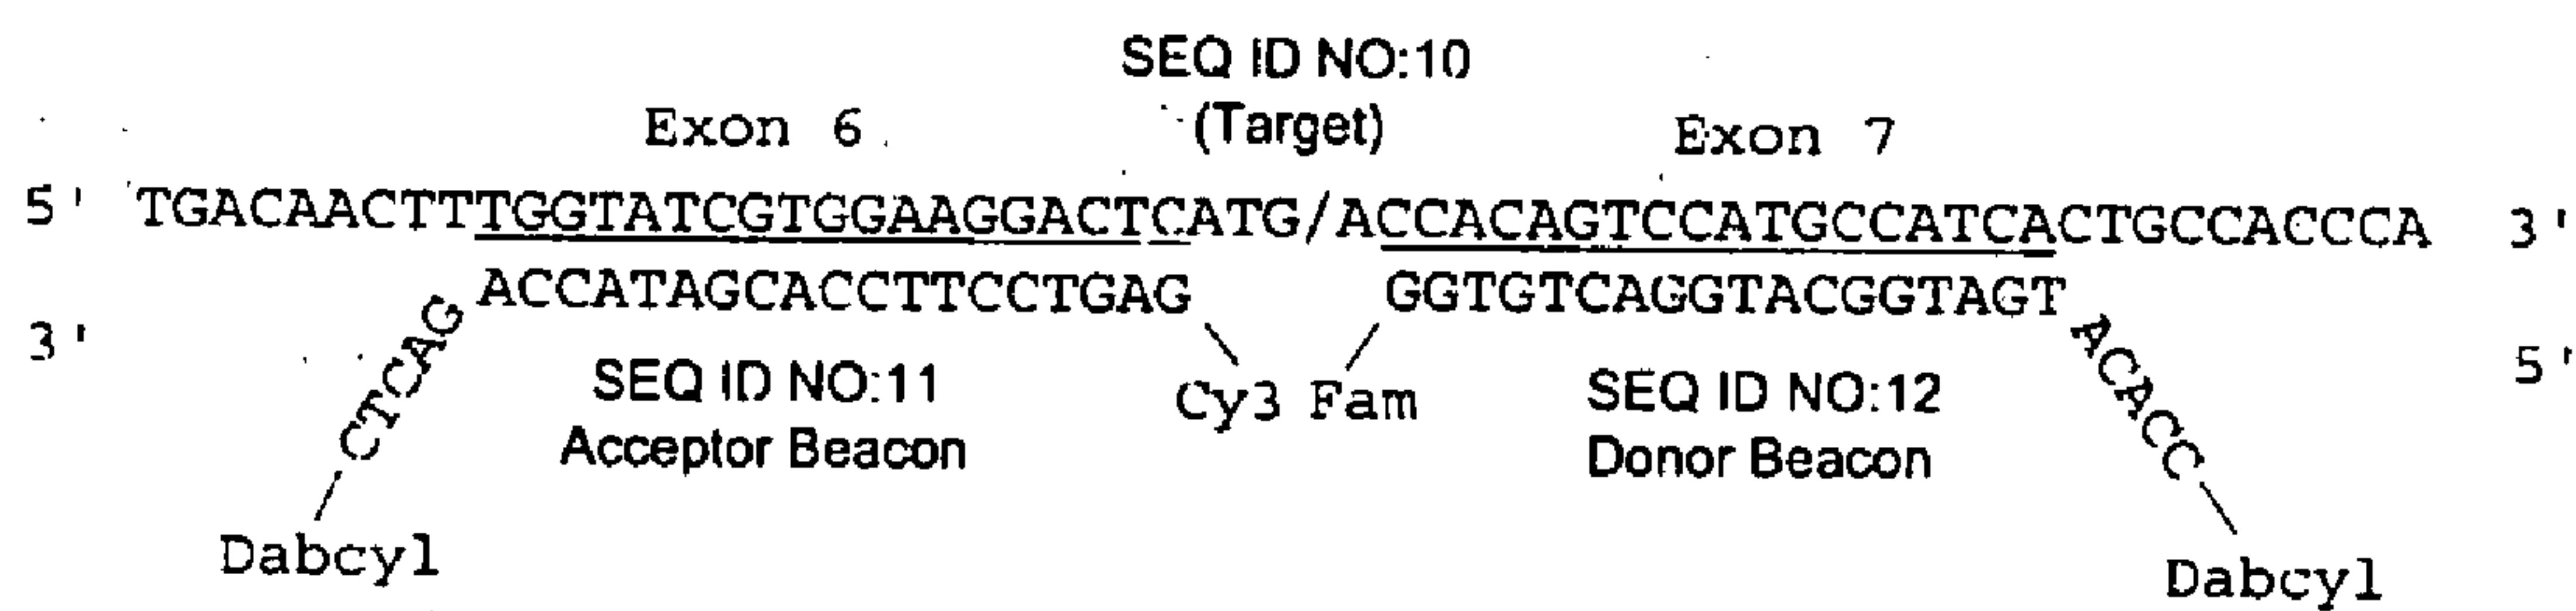 SEQ ID NO:10
Exon 6 (Target) Exon 7
5' TGACAACTTTGGTATCGTGGAAGGACTCATG/ACCACAGTCCATGCCATCACTGCCACCCA 3'
ACCATAGCACCTTCCTGAG GGTGTCAGGTACGGTAGT
3' CTCAG ACACC 5'
SEQ ID NO:11 Cy3 Fam SEQ ID NO:12
Acceptor Beacon Donor Beacon
Dabcyl Dabcyl